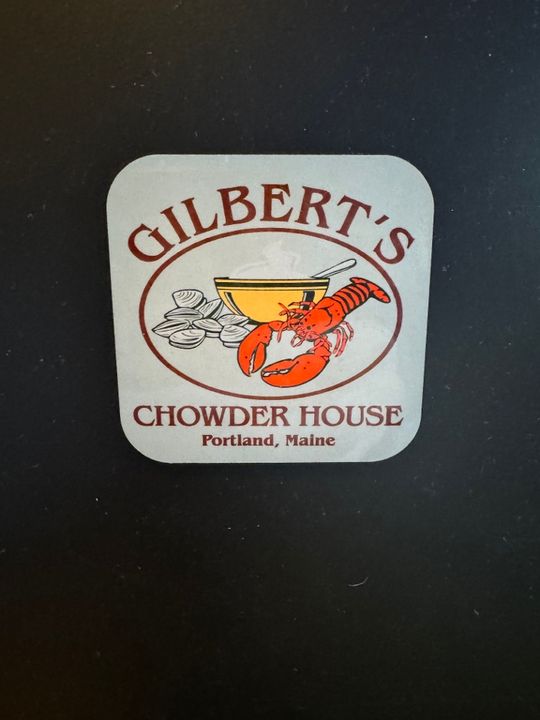 GILBERT'S
CHOWDER HOUSE
Portland, Maine